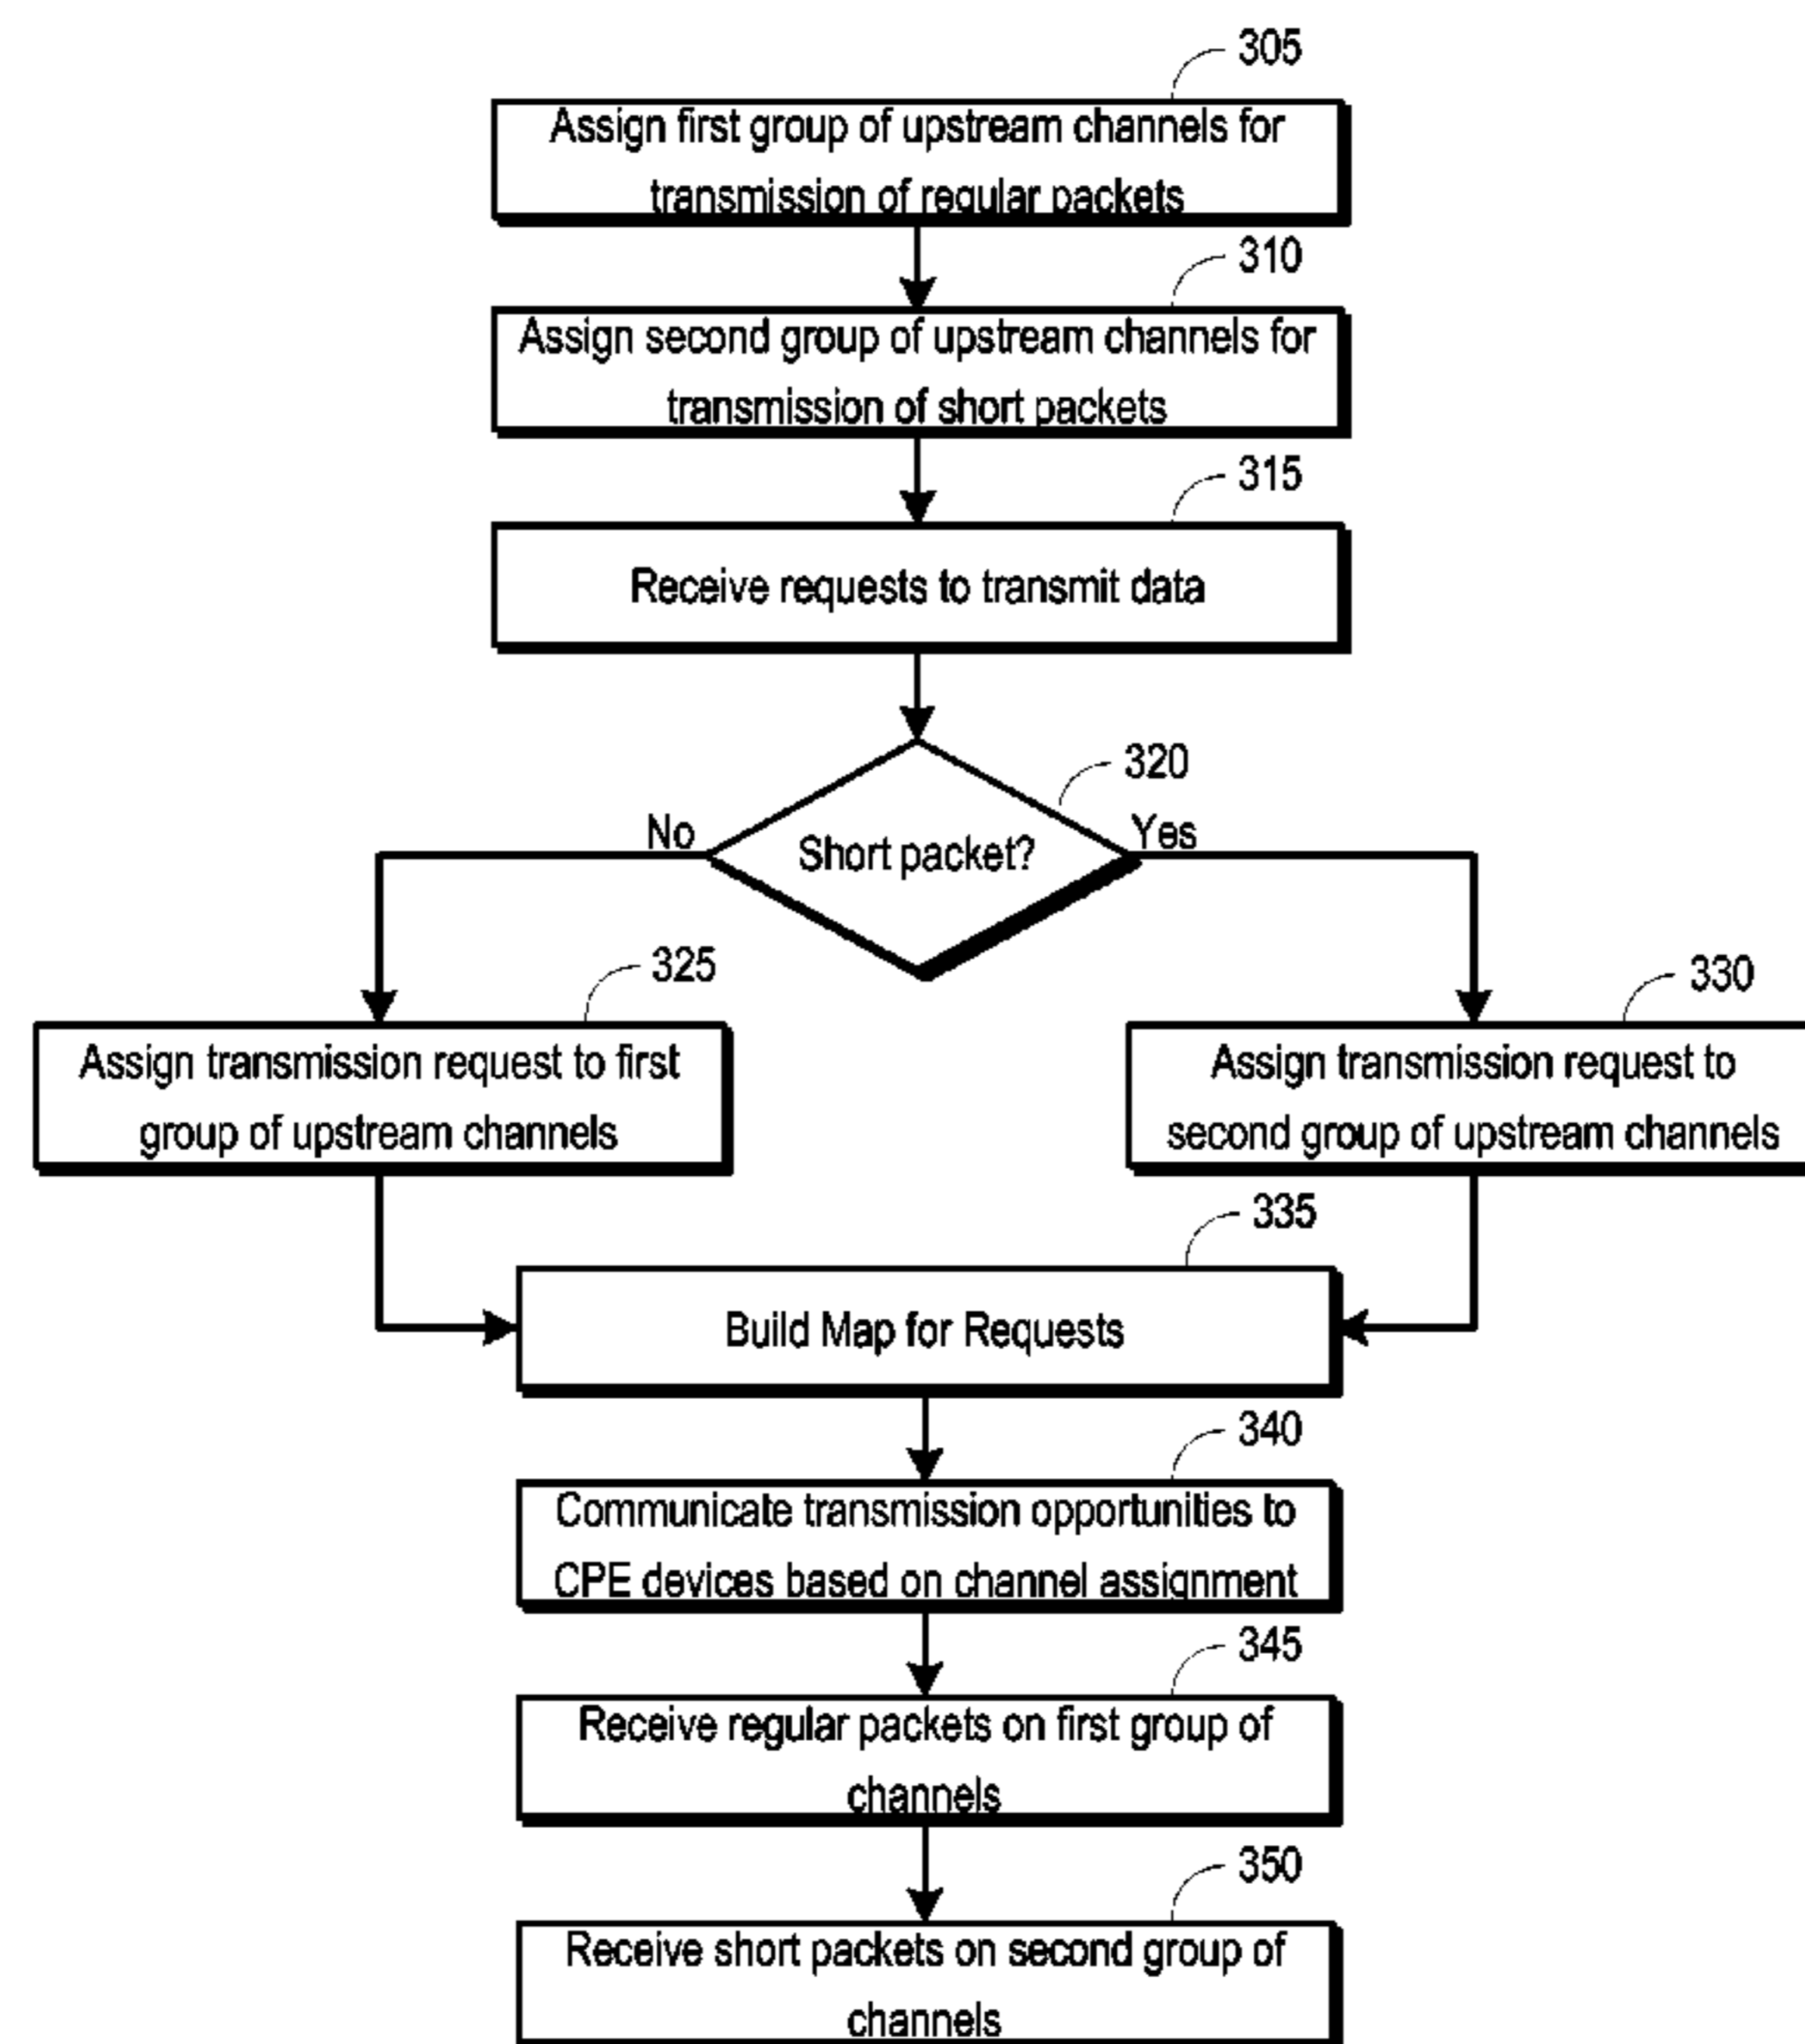 305
Assign first group of upstream channels for
transmission of regular packets
310
Assign second group of upstream channels for
transmission of short packets
315
Receive requests to transmit data
320
No
Short packet?
Yes
325
Assign transmission request to first
group of upstream channels
330
Assign transmission request to
second group of upstream channels
335
Build Map for Requests
340
Communicate transmission opportunities to
CPE devices based on channel assignment
345
Receive regular packets on first group of
channels
350
Receive short packets on second group of
channels